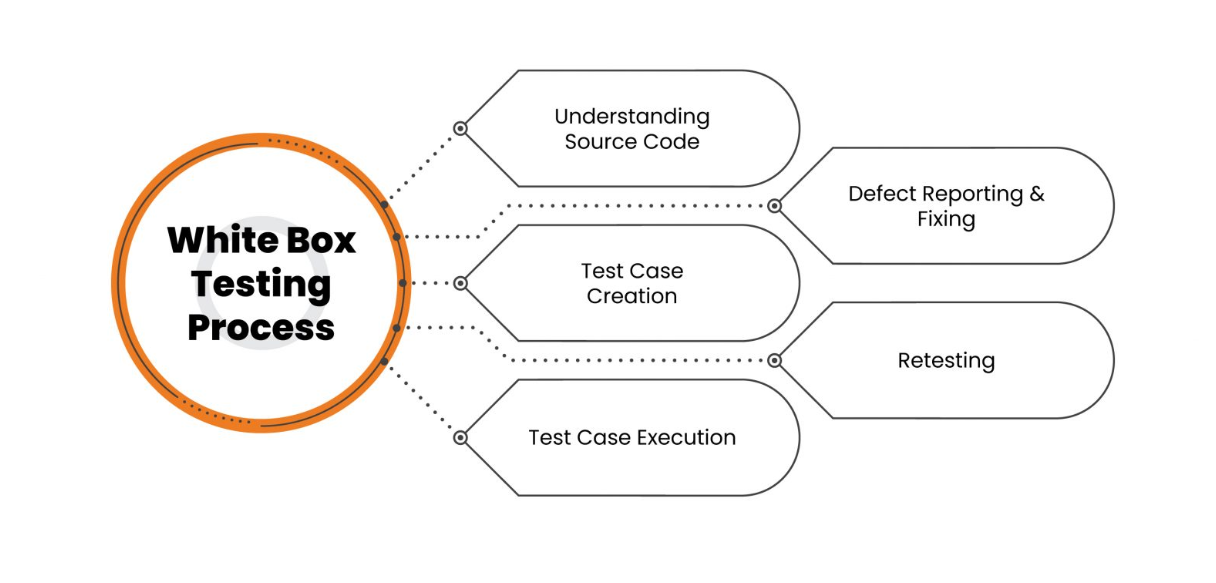 White Box
Testing
Process
Understanding
Source Code
Defect Reporting &
Fixing
Test Case
Creation
Retesting
Test Case Execution